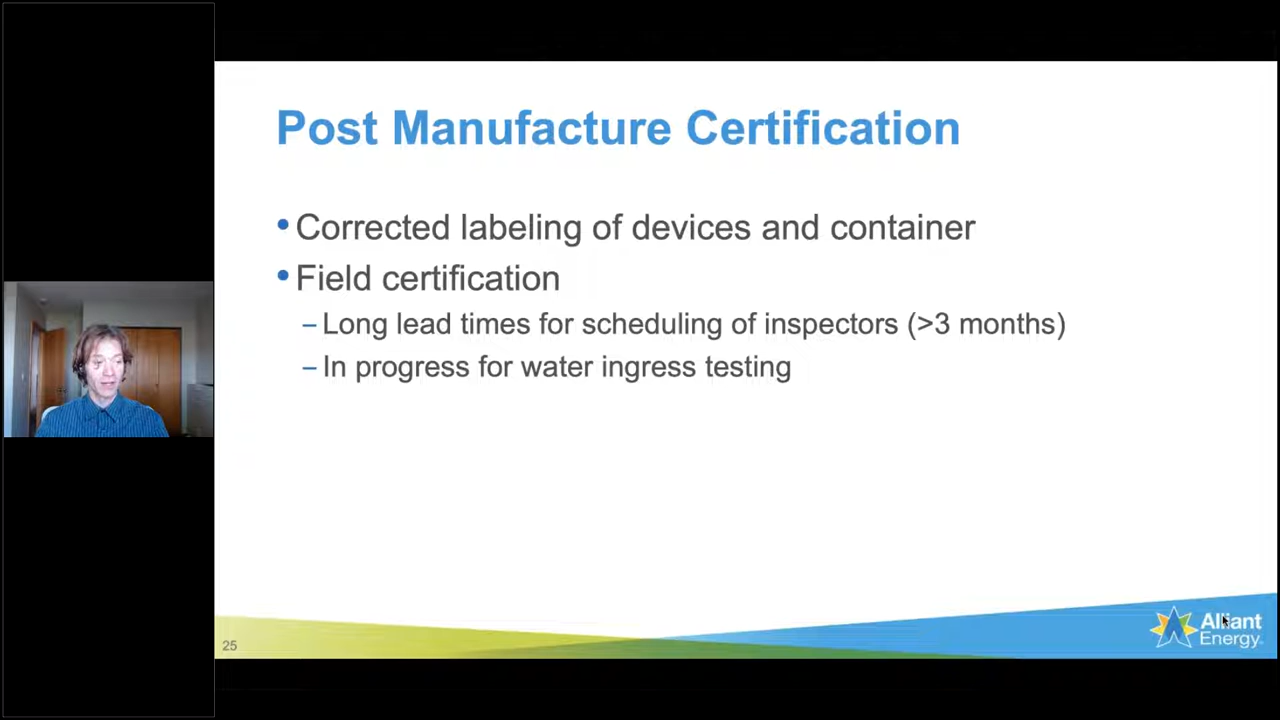 Post Manufacture Certification
• Corrected labeling of devices and container
• Field certification
– Long lead times for scheduling of inspectors (>3 months)
– In progress for water ingress testing
25
Alliant
Energy